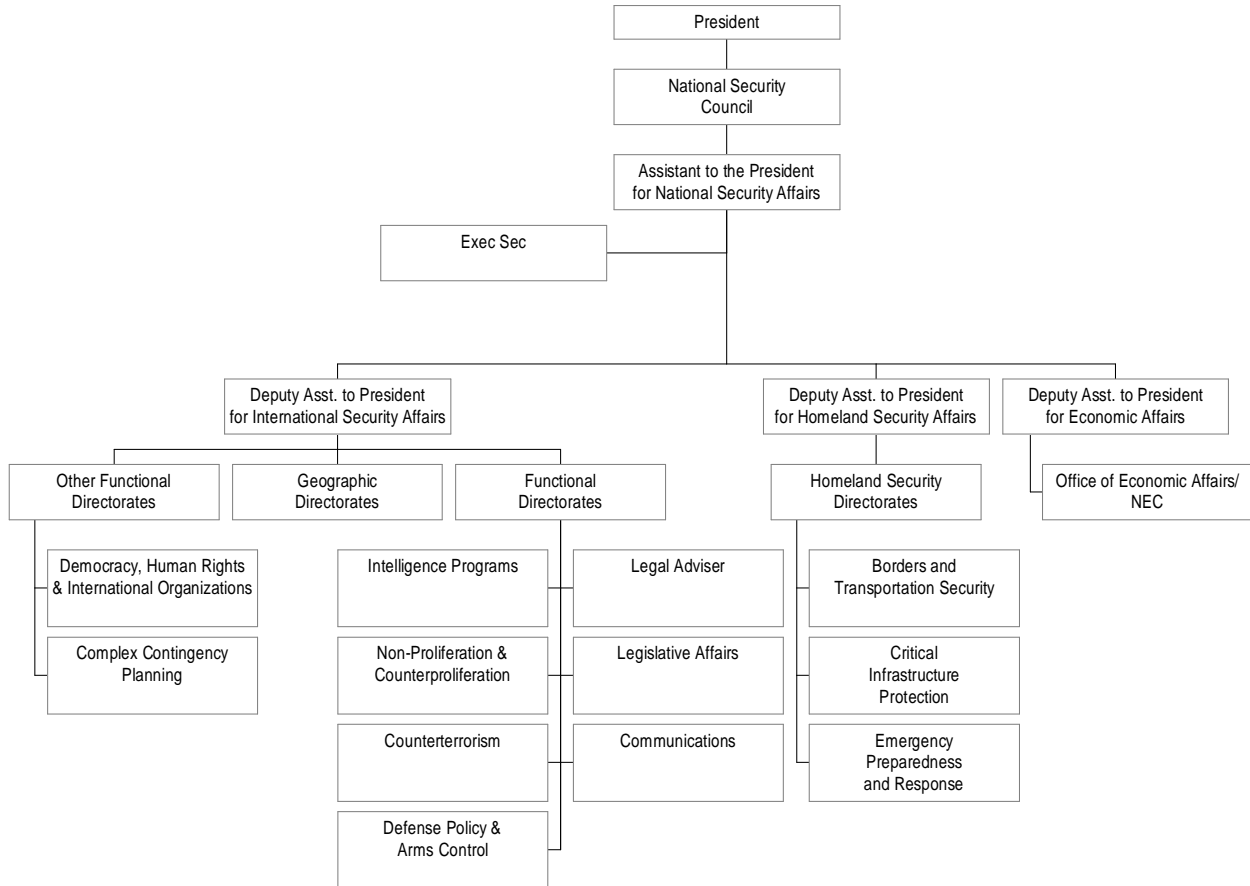 President
National Security
Council
Assistant to the President
for National Security Affairs
Exec Sec
Deputy Asst. to President
for International Security Affairs
Deputy Asst. to President
for Homeland Security Affairs
Deputy Asst. to President
for Economic Affairs
Other Functional
Directorates
Geographic
Directorates
Functional
Directorates
Homeland Security
Directorates
Office of Economic Affairs/
NEC
Democracy, Human Rights
& International Organizations
Intelligence Programs
Legal Adviser
Borders and
Transportation Security
Complex Contingency
Planning
Non-Proliferation &
Counterproliferation
Legislative Affairs
Critical
Infrastructure
Protection
Counterterrorism
Communications
Emergency
Preparedness
and Response
Defense Policy &
Arms Control